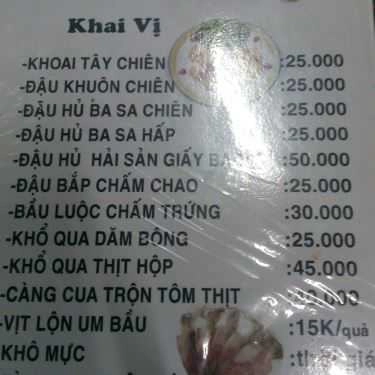 Khai Vị
-KHOAI TÂY CHIÊN :25.000
-ĐẬU KHUÔN CHIÊN :25.000
-ĐẬU HỦ BA SA CHIÊN :25.000
-ĐẬU HỦ BA SA HẤP :25.000
-ĐẬU HỦ HẢI SẢN GIẤY :50.000
-ĐẬU BẮP CHẤM CHAO :25.000
-BẦU LUỘC CHẤM TRỨNG :30.000
-KHỔ QUA DĂM BÔNG :25.000
-KHỔ QUA THỊT HỘP :45.000
-CÀNG CUA TRỘN TÔM THỊT
-VỊT LỘN UM BẦU :15K/quả
KHÔ MỰC giá